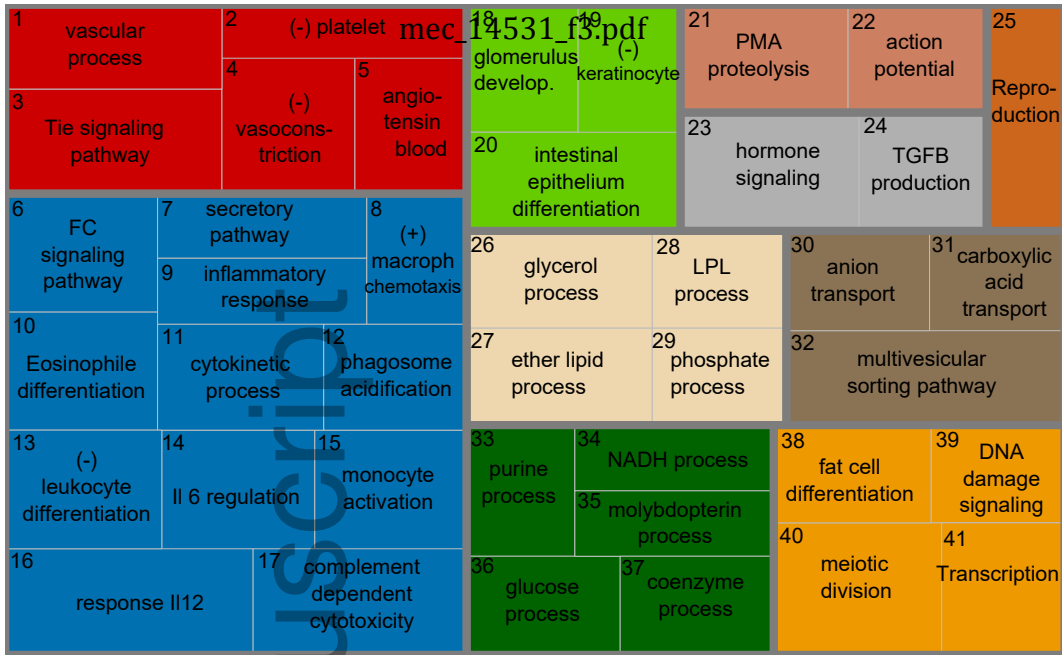 mec_14531_f3.pdf
1
vascular
process
2
(-) platelet
3
Tie signaling
pathway
4
(-)
vasocons-
triction
5
angio-
tensin
blood
6
FC
signaling
pathway
7
secretory
pathway
8
(+)
macroph
chemotaxis
9
inflammatory
response
10
Eosinophile
differentiation
11
cytokinetic
process
12
phagosome
acidification
13
(-)
leukocyte
differentiation
14
Il 6 regulation
15
monocyte
activation
16
response Il12
17
complement
dependent
cytotoxicity
18
glomerulus
develop.
19
(-)
keratinocyte
20
intestinal
epithelium
differentiation
21
PMA
proteolysis
22
action
potential
23
hormone
signaling
24
TGFB
production
25
Repro-
duction
26
glycerol
process
27
ether lipid
process
28
LPL
process
29
phosphate
process
30
anion
transport
31
carboxylic
acid
transport
32
multivesicular
sorting pathway
33
purine
process
34
NADH process
35
molybdopterin
process
36
glucose
process
37
coenzyme
process
38
fat cell
differentiation
39
DNA
damage
signaling
40
meiotic
division
41
Transcription
uscript